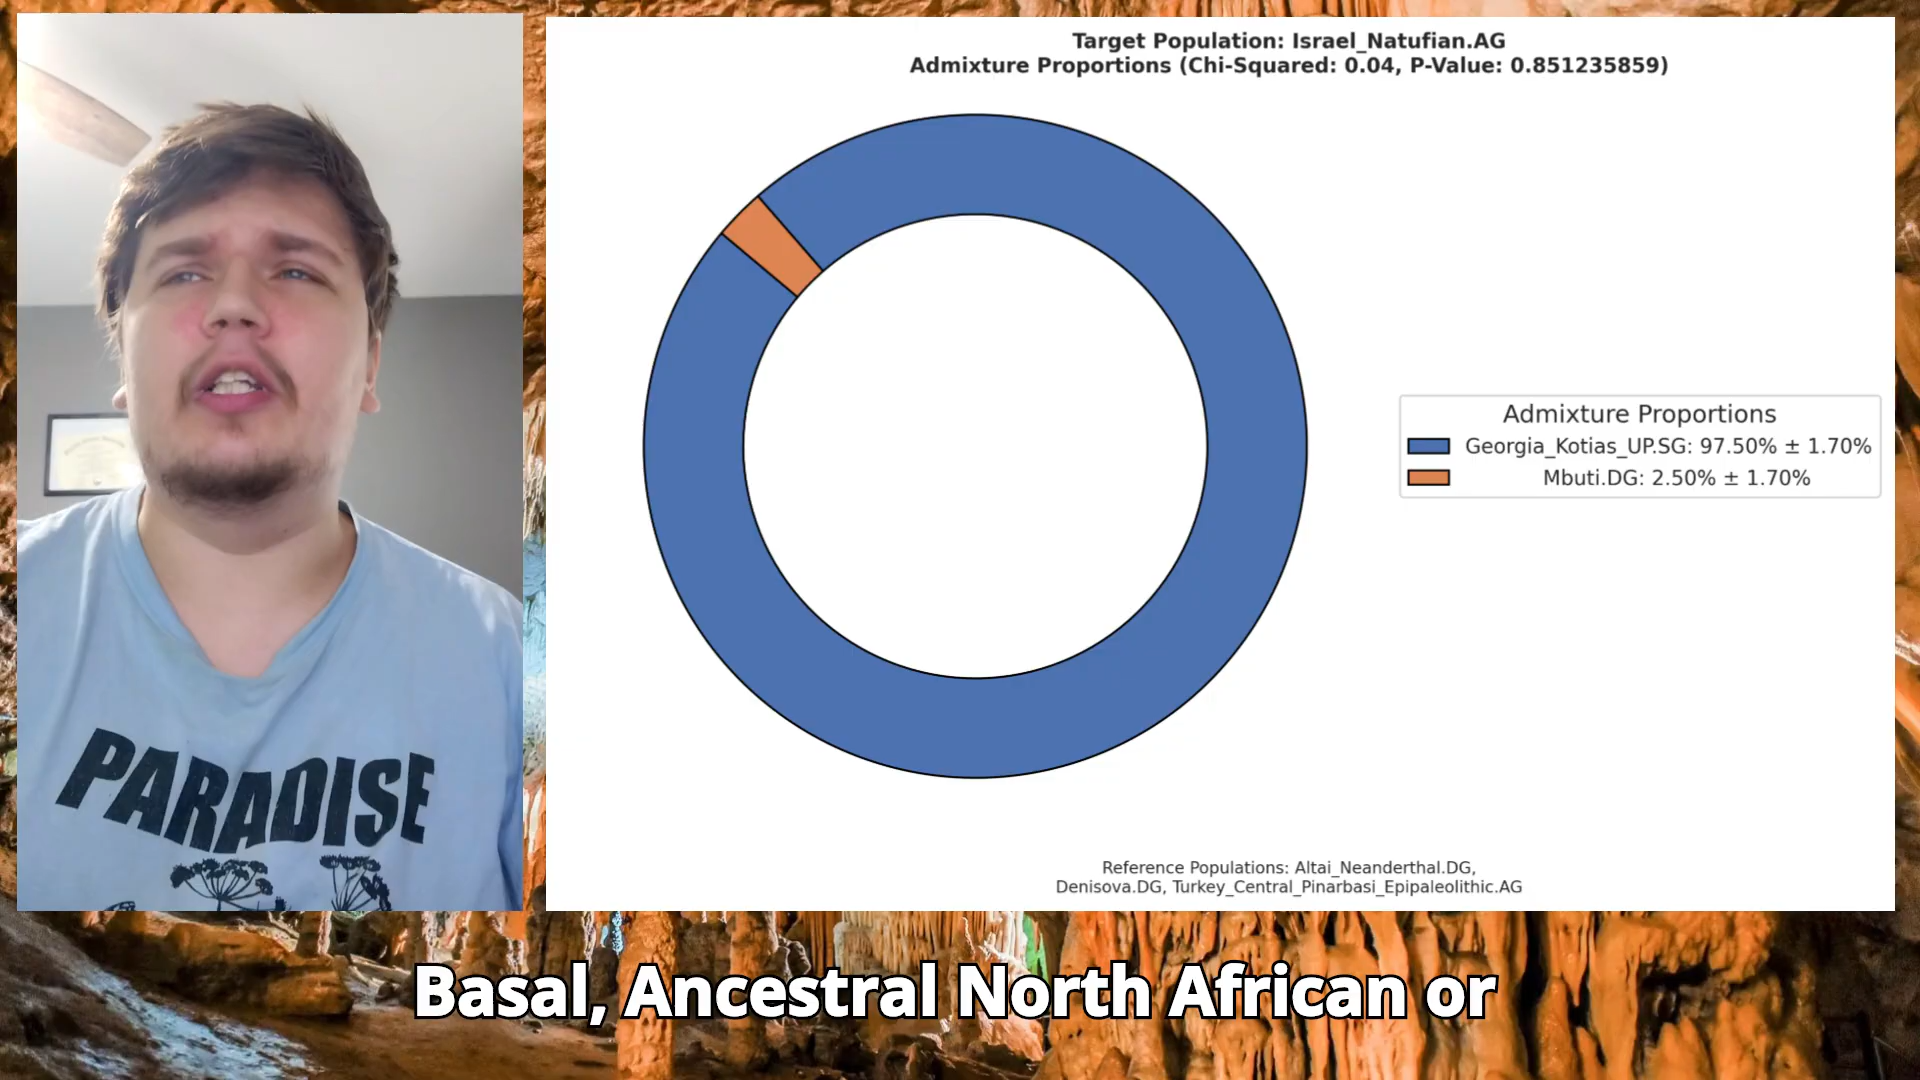 Target Population: Israel_Natufian.AG
Admixture Proportions (Chi-Squared: 0.04, P-Value: 0.851235859)
Admixture Proportions
Georgia_Kotias_UP.SG: 97.50% ± 1.70%
Mbuti.DG: 2.50% ± 1.70%
Reference Populations: Altai_Neanderthal.DG,
Denisova.DG, Turkey_Central_Pinarbasi_Epipaleolithic.AG
PARADISE
Basal, Ancestral North African or